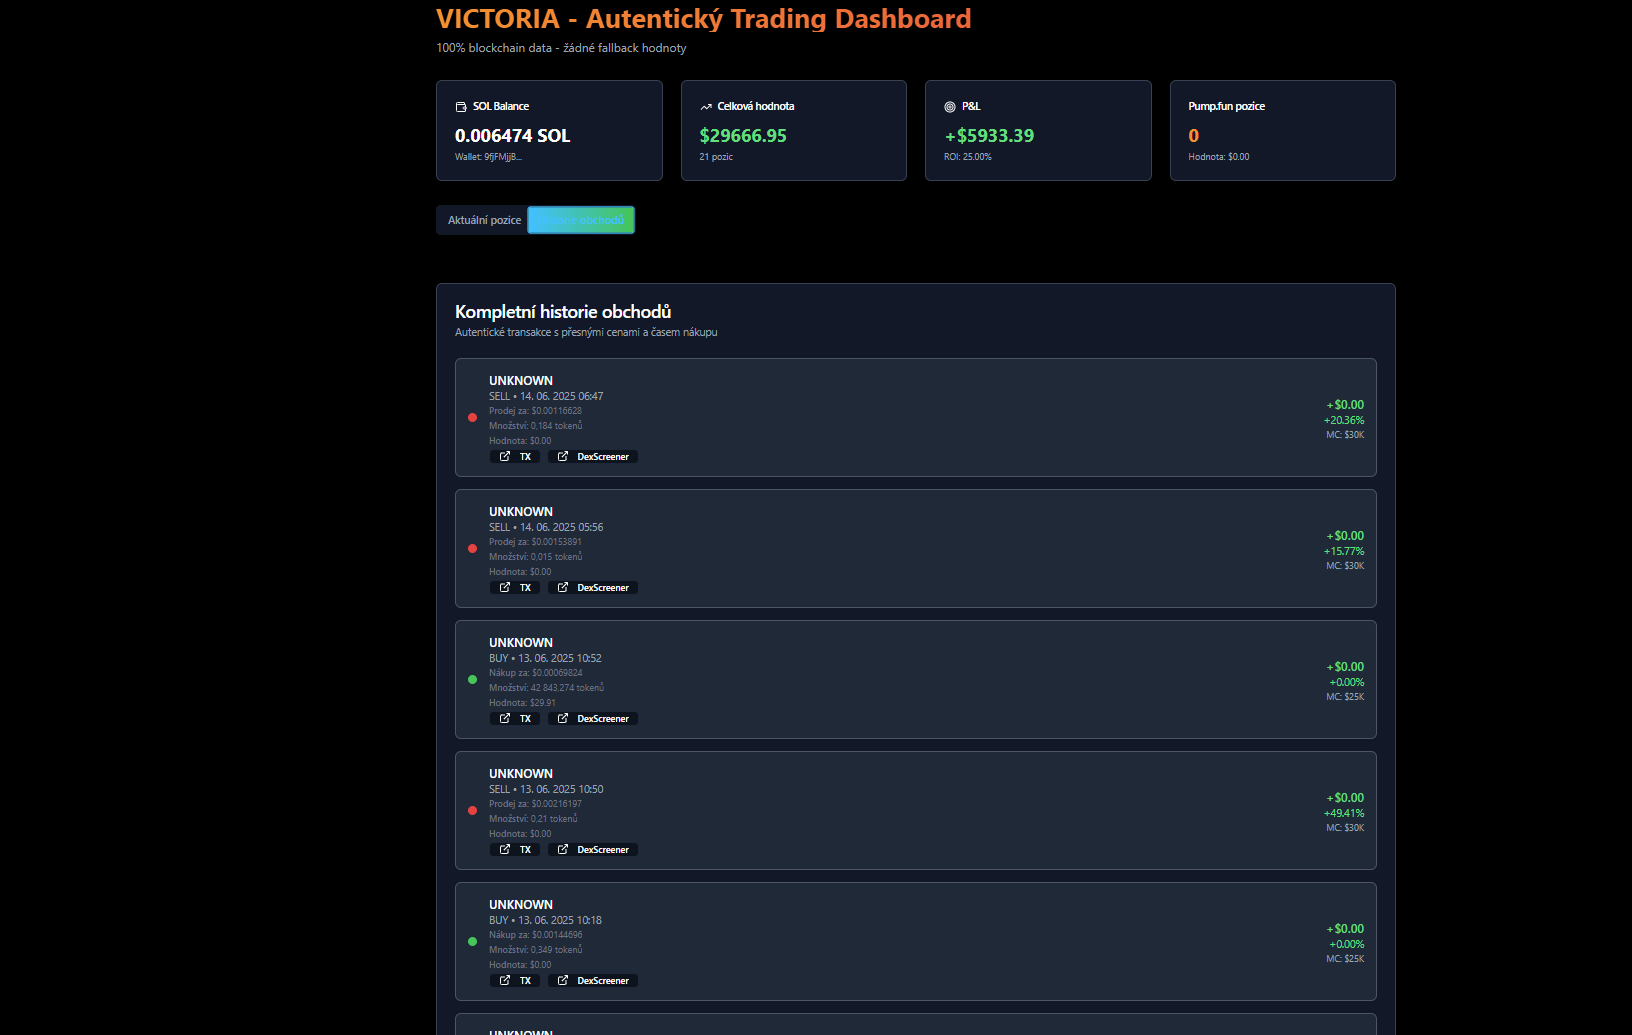 VICTORIA - Autentický Trading Dashboard
100% blockchain data - žádné fallback hodnoty
SOL Balance
0.006474 SOL
Wallet: 9fjFMjjB...
Celková hodnota
$29666.95
21 pozic
P&L
+$5933.39
ROI: 25.00%
Pump.fun pozice
0
Hodnota: $0.00
Aktuální pozice
obchodů
Kompletní historie obchodů
Autentické transakce s přesnými cenami a časem nákupu
UNKNOWN
SELL • 14. 06. 2025 06:47
Prodej za: $0.00116628
Množství: 0,184 tokenů
Hodnota: $0.00
TX DexScreener
+$0.00
+20.36%
MC: $30K
UNKNOWN
SELL • 14. 06. 2025 05:56
Prodej za: $0.00153891
Množství: 0,015 tokenů
Hodnota: $0.00
TX DexScreener
+$0.00
+15.77%
MC: $30K
UNKNOWN
BUY • 13. 06. 2025 10:52
Nákup za: $0.00069824
Množství: 42 843,274 tokenů
Hodnota: $29.91
TX DexScreener
+$0.00
+0.00%
MC: $25K
UNKNOWN
SELL • 13. 06. 2025 10:50
Prodej za: $0.00216197
Množství: 0,21 tokenů
Hodnota: $0.00
TX DexScreener
+$0.00
+49.41%
MC: $30K
UNKNOWN
BUY • 13. 06. 2025 10:18
Nákup za: $0.00144696
Množství: 0,349 tokenů
Hodnota: $0.00
TX DexScreener
+$0.00
+0.00%
MC: $25K
UNKNOWN